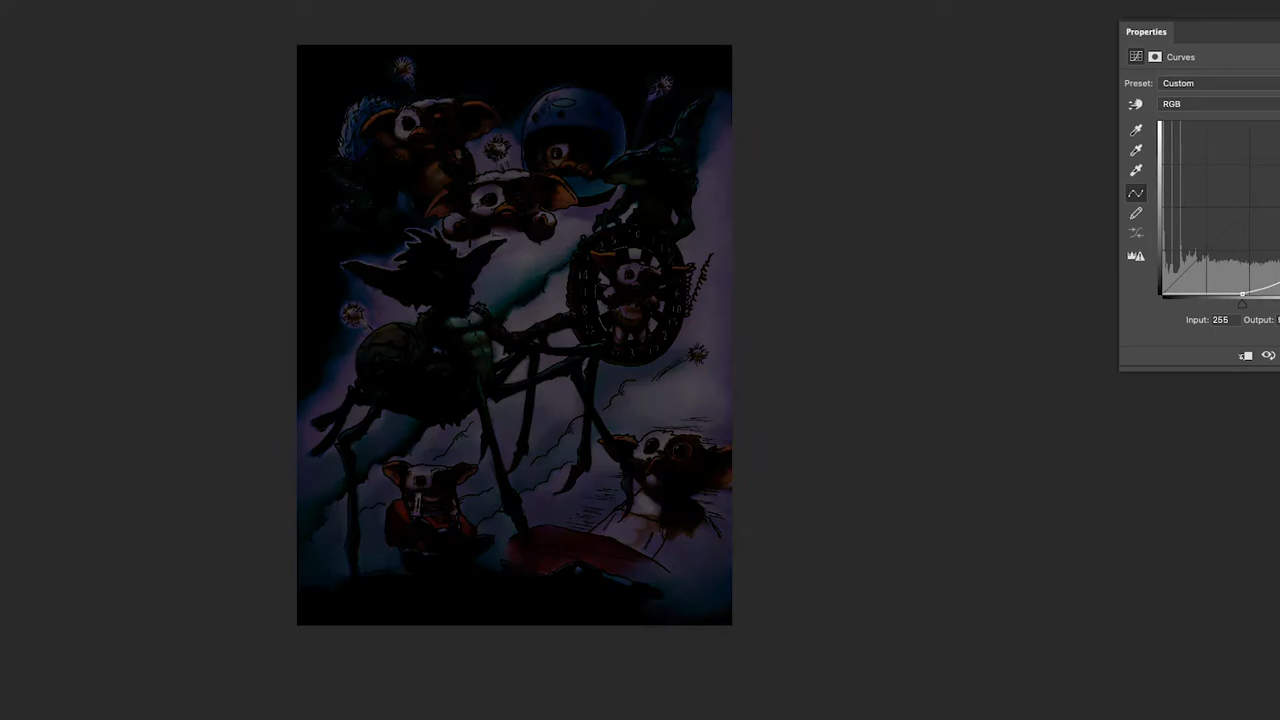 Properties
Curves
Preset: Custom
RGB
Input: 255 Output: